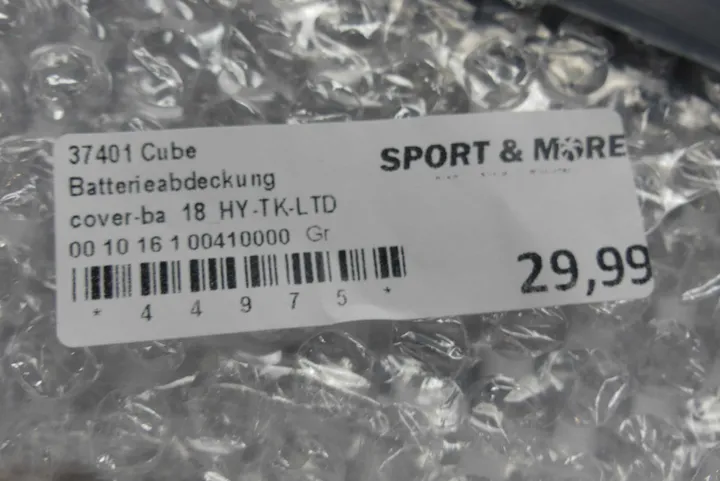 37401 Cube
SPORT & MORE
Batterieabdeckung
cover-ba 18 HY-TK-LTD
00 10 16 1 00410000 Gr
* 4 4 9 7 5 *
29,99